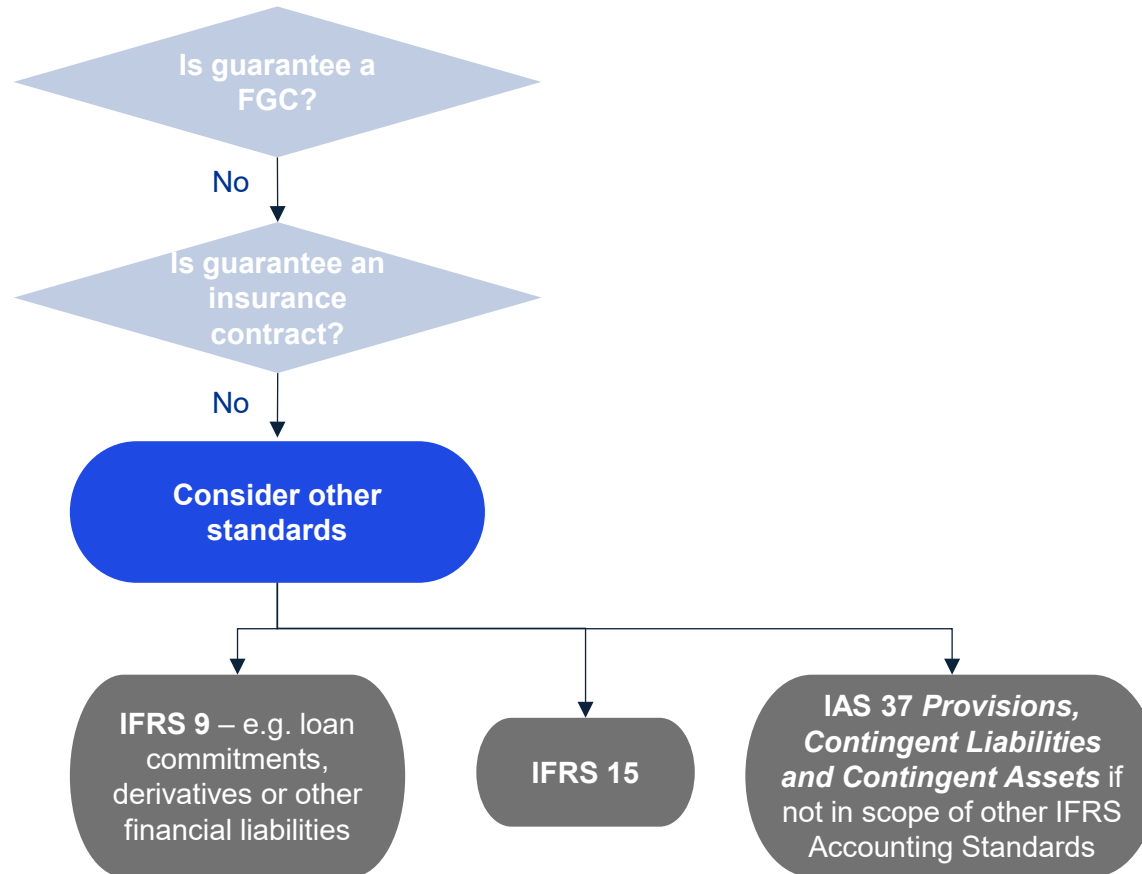 Is guarantee a
FGC?
No
Is guarantee an
insurance
contract?
No
Consider other
standards
IFRS 9 – e.g. loan
commitments,
derivatives or other
financial liabilities
IFRS 15
IAS 37 Provisions,
Contingent Liabilities
and Contingent Assets if
not in scope of other IFRS
Accounting Standards